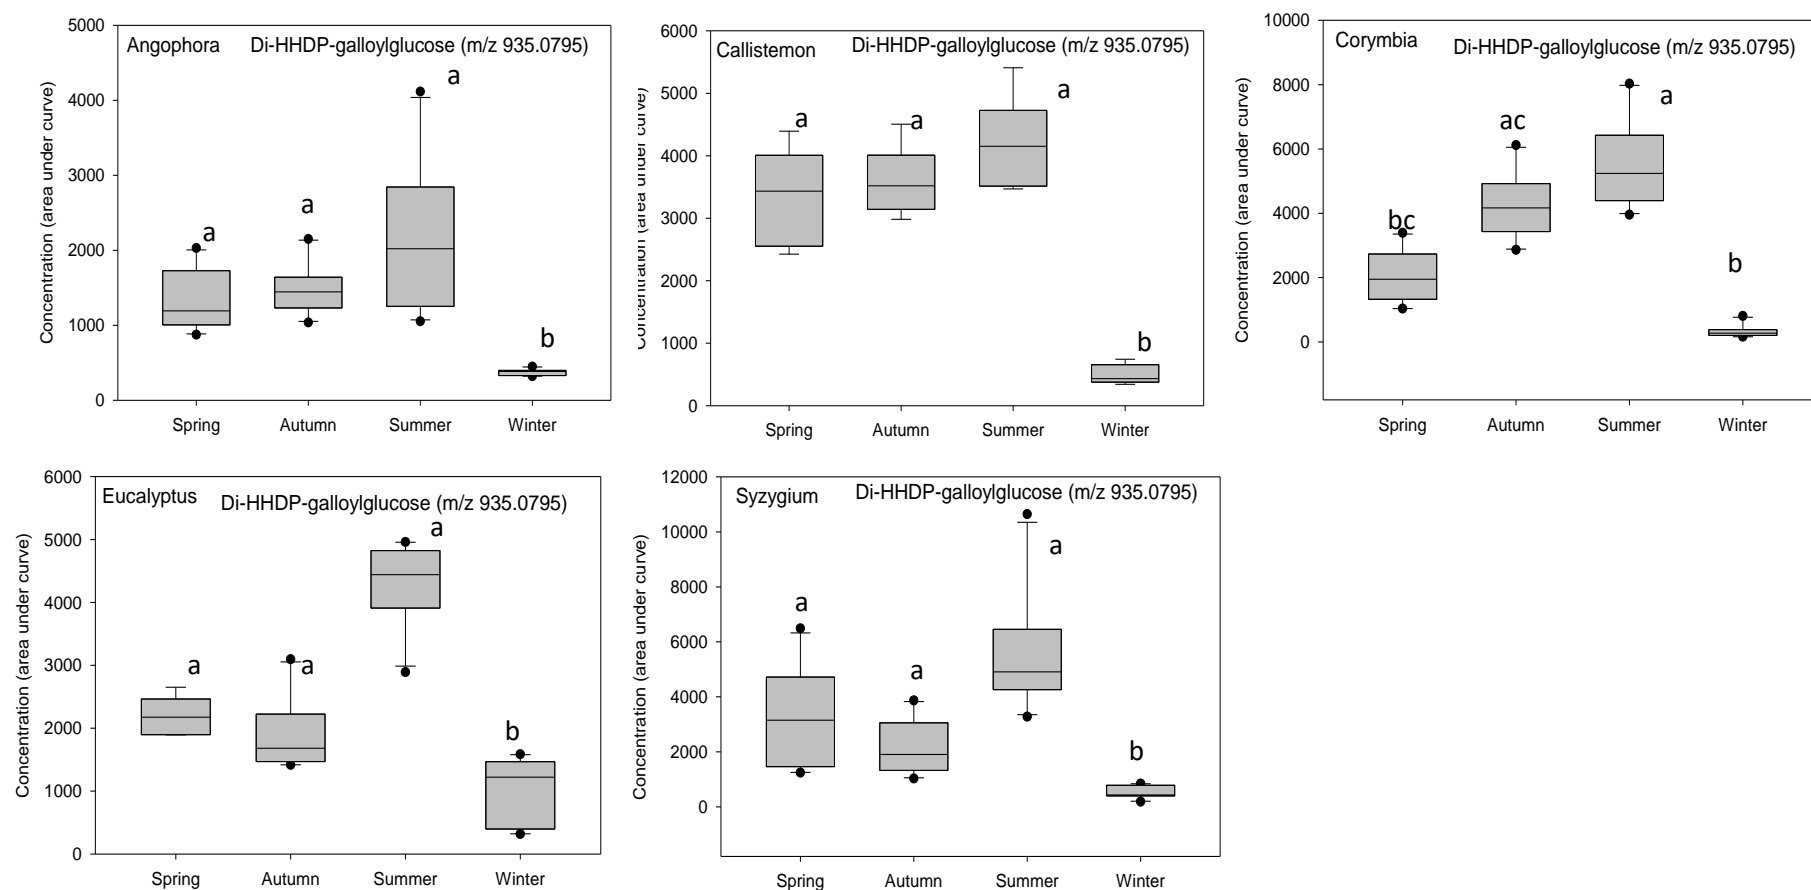 Angophora Di-HHDP-galloylglucose (m/z 935.0795)
Concentration (area under curve)
5000
4000
3000
2000
1000
0
a
a
a
b
Spring Autumn Summer Winter
Callistemon Di-HHDP-galloylglucose (m/z 935.0795)
Concentration (area under curve)
6000
5000
4000
3000
2000
1000
0
a
a
a
b
Spring Autumn Summer Winter
Corymbia Di-HHDP-galloylglucose (m/z 935.0795)
Concentration (area under curve)
10000
8000
6000
4000
2000
0
bc
ac
a
b
Spring Autumn Summer Winter
Eucalyptus Di-HHDP-galloylglucose (m/z 935.0795)
Concentration (area under curve)
6000
5000
4000
3000
2000
1000
0
a
a
a
b
Spring Autumn Summer Winter
Syzygium Di-HHDP-galloylglucose (m/z 935.0795)
Concentration (area under curve)
12000
10000
8000
6000
4000
2000
0
a
a
a
b
Spring Autumn Summer Winter